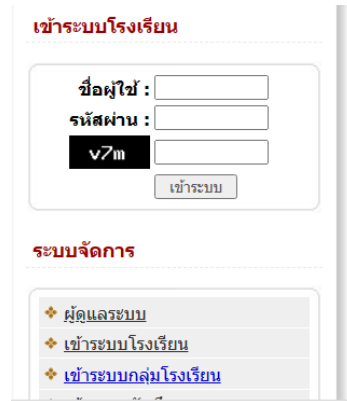 เข้าระบบโรงเรียน
ชื่อผู้ใช้ :
รหัสผ่าน :
v7m
เข้าระบบ
ระบบจัดการ
ผู้ดูแลระบบ
เข้าระบบโรงเรียน
เข้าระบบกลุ่มโรงเรียน